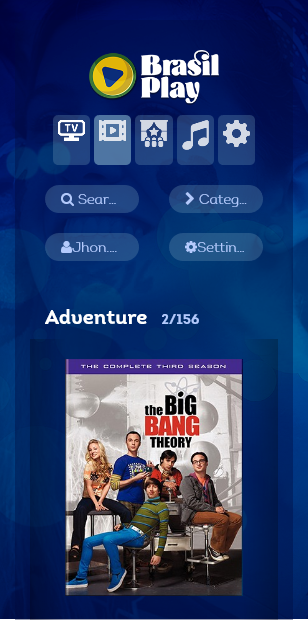 Brasil
Play
TV
Sear...
Categ...
Jhon....
Settin...
Adventure 2/156
THE COMPLETE THIRD SEASON
the BIG
BANG
THEORY